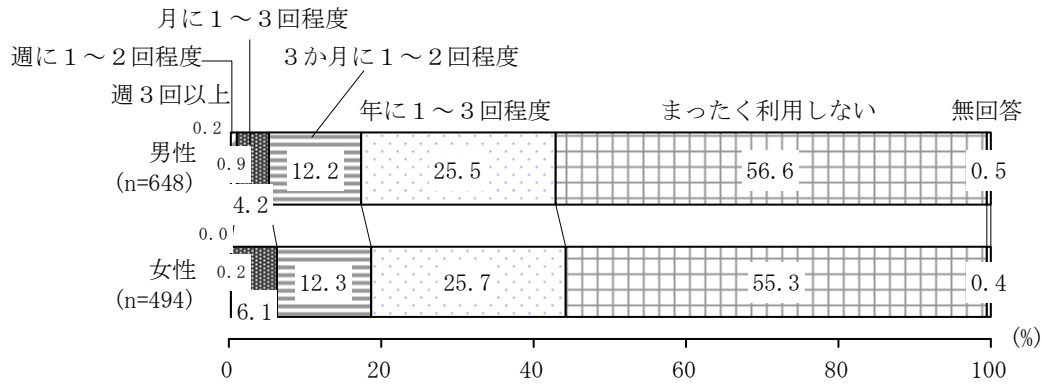 月に１～３回程度
週に１～２回程度
３か月に１～２回程度
週３回以上
年に１～３回程度
まったく利用しない
無回答
0.2
男性
0.9
12.2
25.5
56.6
0.5
(n=648)
4.2
0.0
女性
0.2
12.3
25.7
55.3
0.4
(n=494)
6.1
(%)
0 20 40 60 80 100